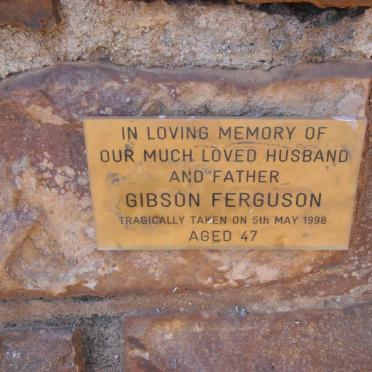 IN LOVING MEMORY OF
OUR MUCH LOVED HUSBAND
AND FATHER
GIBSON FERGUSON
TRAGICALLY TAKEN ON 5th MAY 1998
AGED 47